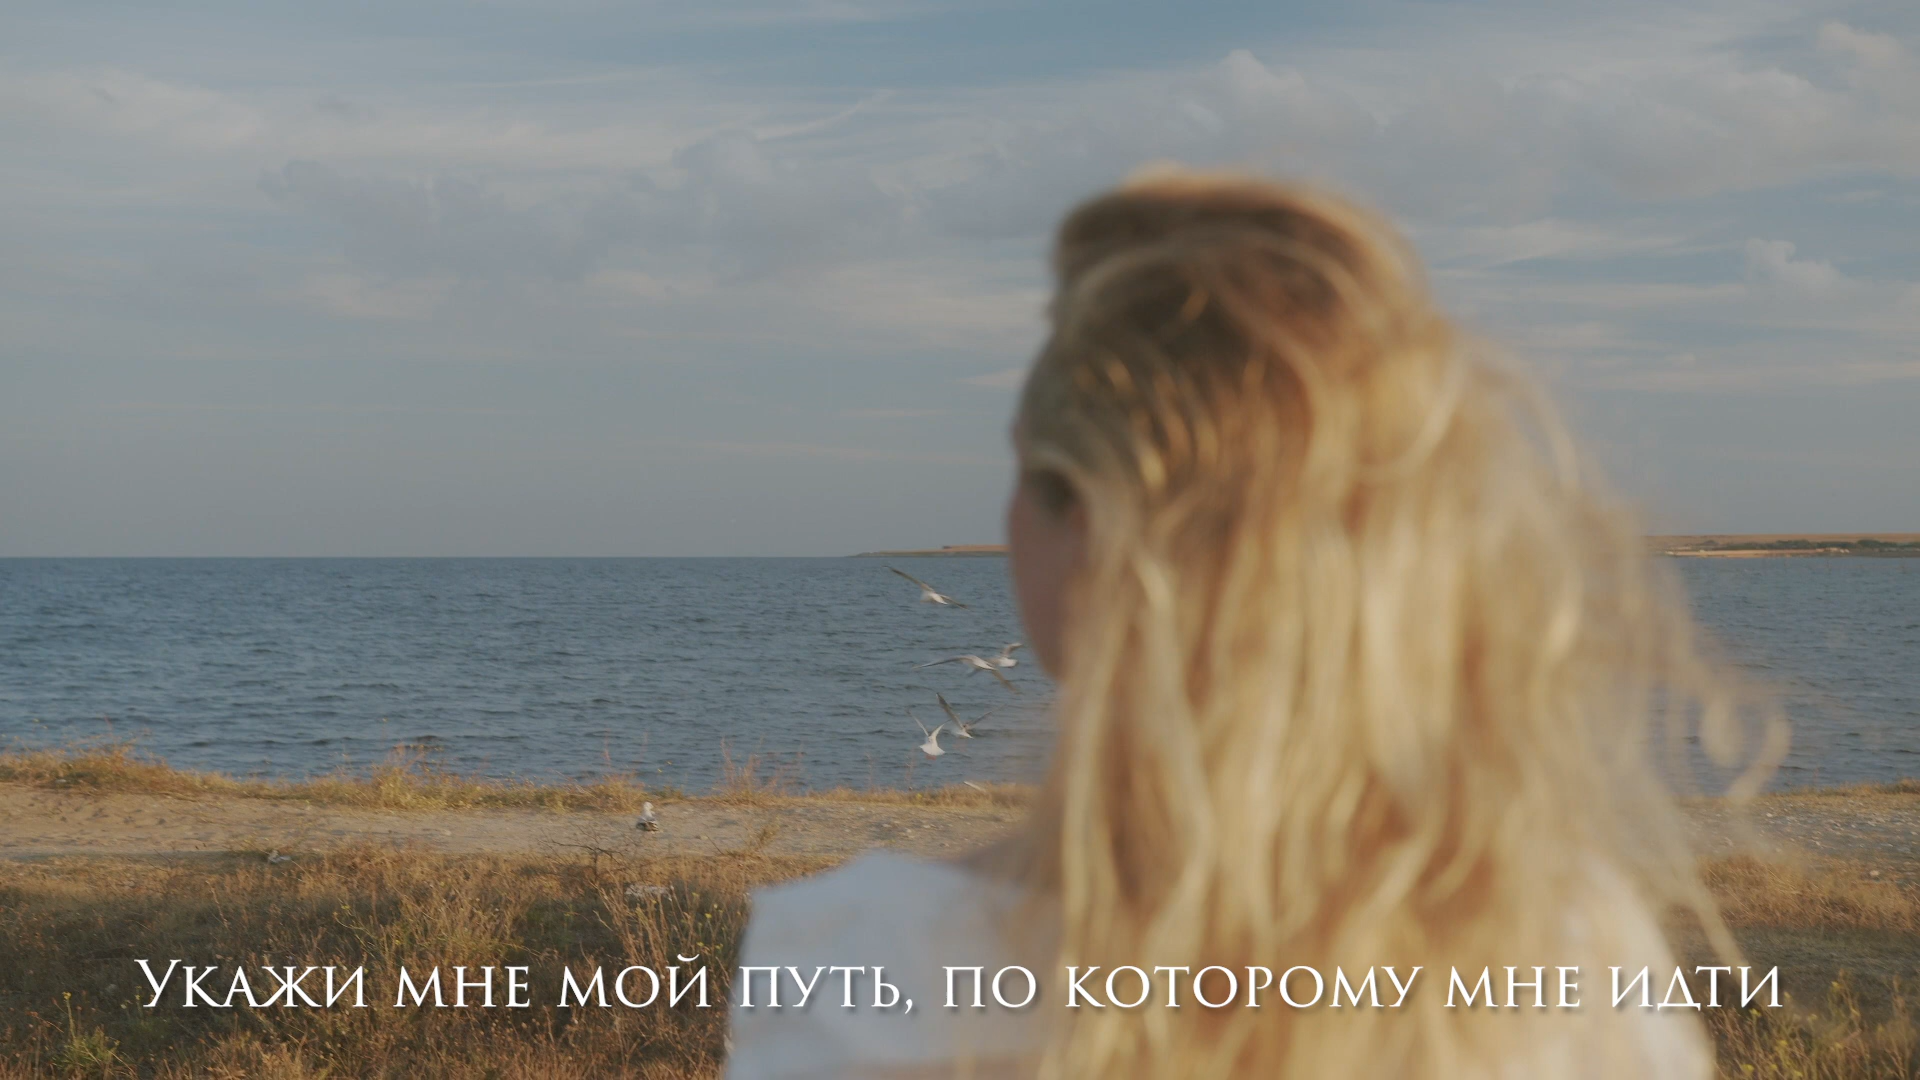 Укажи мне мой путь, по которому мне идти